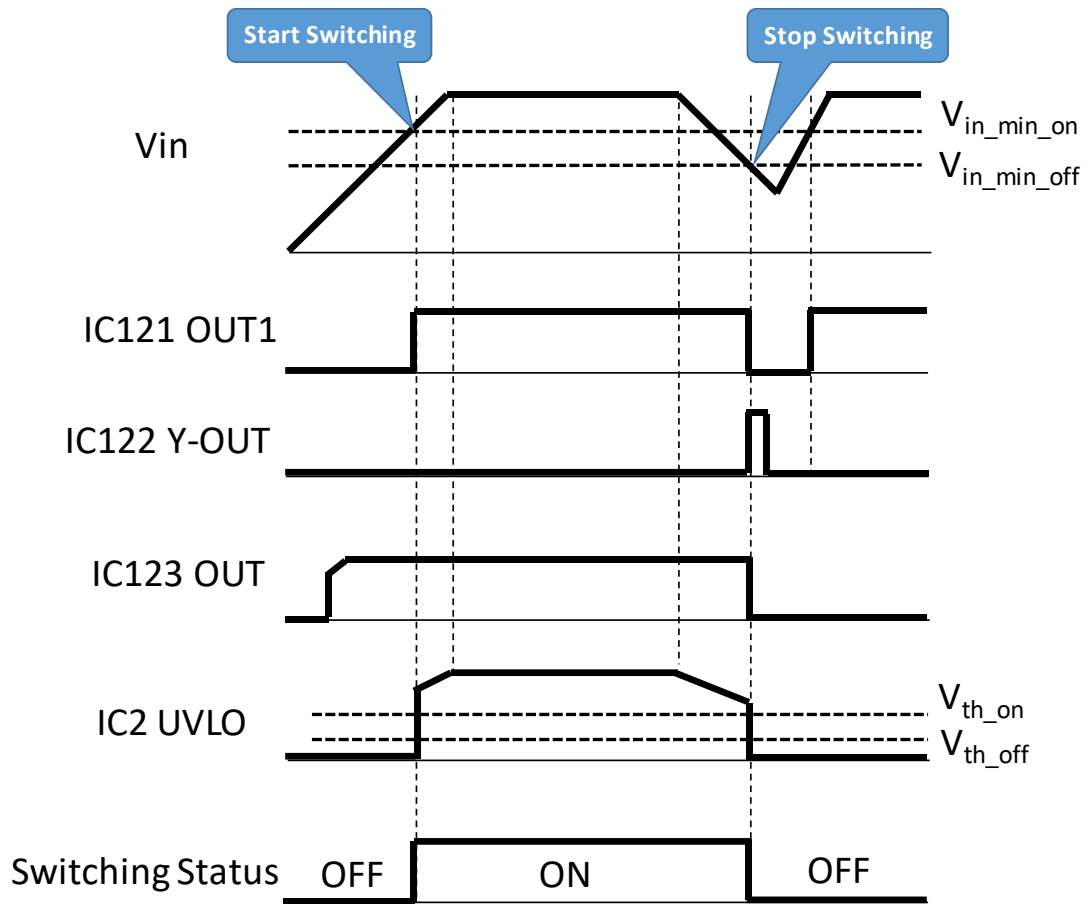 Start Switching
Stop Switching
Vin
V_in_min_on
V_in_min_off
IC121 OUT1
IC122 Y-OUT
IC123 OUT
IC2 UVLO
V_th_on
V_th_off
Switching Status
OFF
ON
OFF